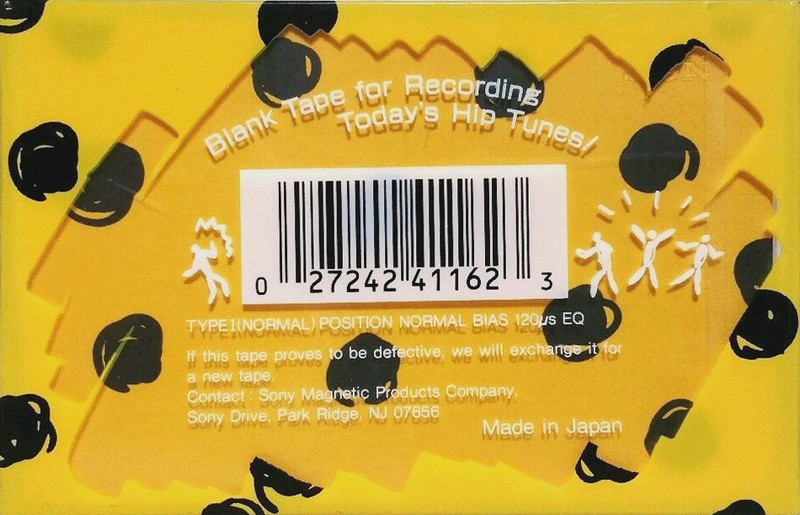 Blank Tape for Recording
Today's Hip Tunes!
0 27242 41162 3
TYPE I (NORMAL) POSITION NORMAL BIAS 120μs EQ
If this tape proves to be defective, we will exchange it for
a new tape.
Contact : Sony Magnetic Products Company,
Sony Drive, Park Ridge, NJ 07656
Made in Japan